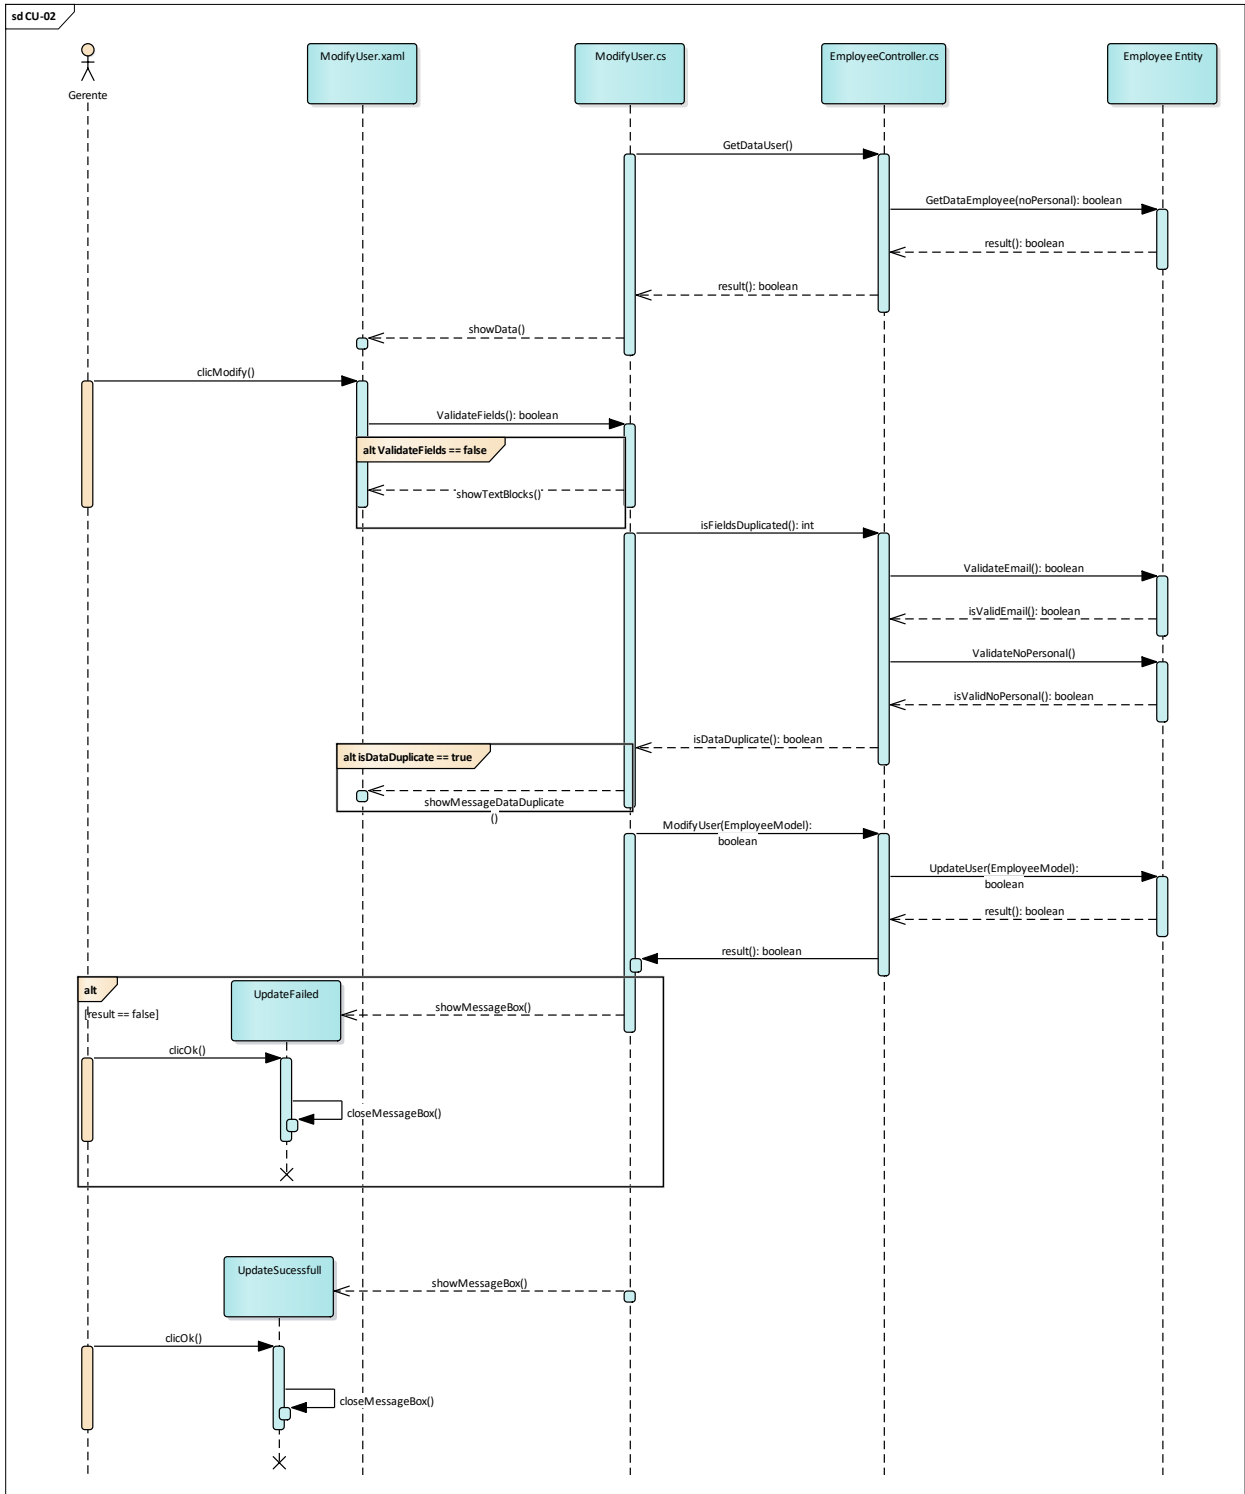 sd CU-02
Gerente
ModifyUser.xaml
ModifyUser.cs
EmployeeController.cs
Employee Entity
GetDataUser()
GetDataEmployee(noPersonal): boolean
result(): boolean
result(): boolean
showData()
clicModify()
ValidateFields(): boolean
alt ValidateFields == false
showTextBlocks()
isFieldsDuplicated(): int
ValidateEmail(): boolean
isValidEmail(): boolean
ValidateNoPersonal()
isValidNoPersonal(): boolean
isDataDuplicate(): boolean
alt isDataDuplicate == true
showMessageDataDuplicate
()
ModifyUser(EmployeeModel):
boolean
UpdateUser(EmployeeModel):
boolean
result(): boolean
result(): boolean
alt
[result == false]
UpdateFailed
showMessageBox()
clicOk()
closeMessageBox()
UpdateSucessfull
showMessageBox()
clicOk()
closeMessageBox()